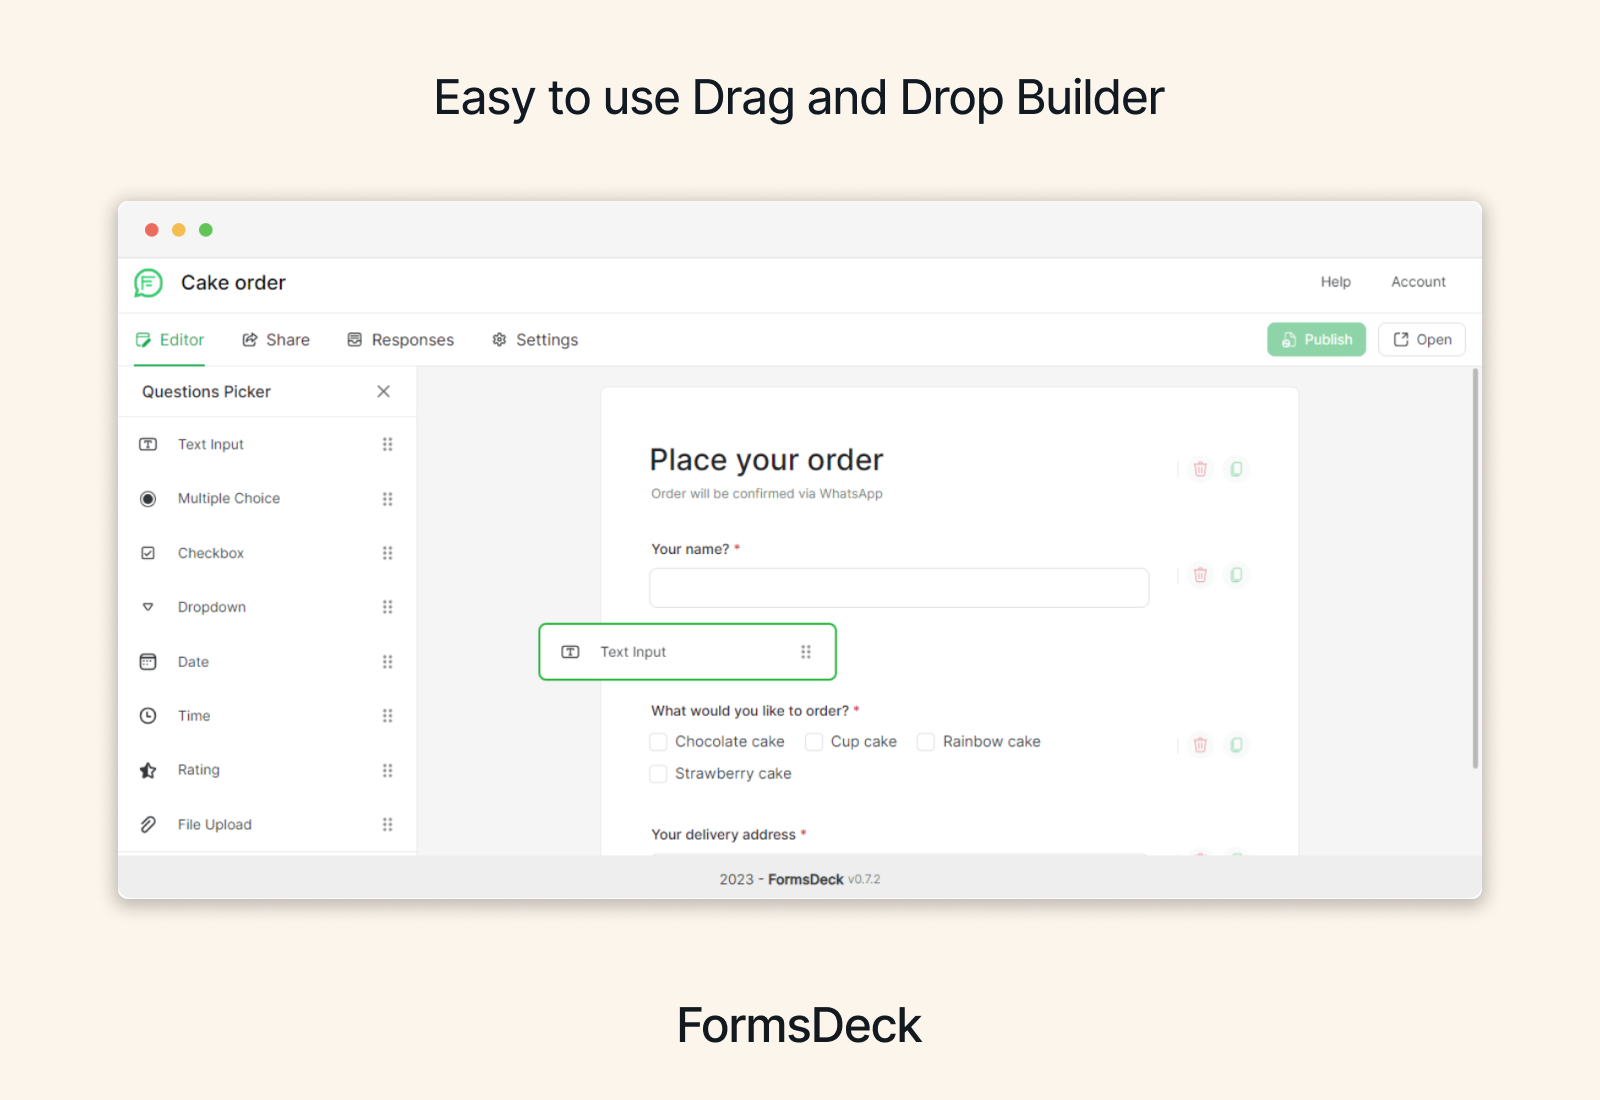 Easy to use Drag and Drop Builder
Cake order
Help
Account
Editor
Share
Responses
Settings
Publish
Open
Questions Picker
Text Input
Multiple Choice
Checkbox
Dropdown
Date
Time
Rating
File Upload
Place your order
Order will be confirmed via WhatsApp
Your name? *
Text Input
What would you like to order? *
Chocolate cake
Cup cake
Rainbow cake
Strawberry cake
Your delivery address *
2023 - FormsDeck v0.7.2
FormsDeck